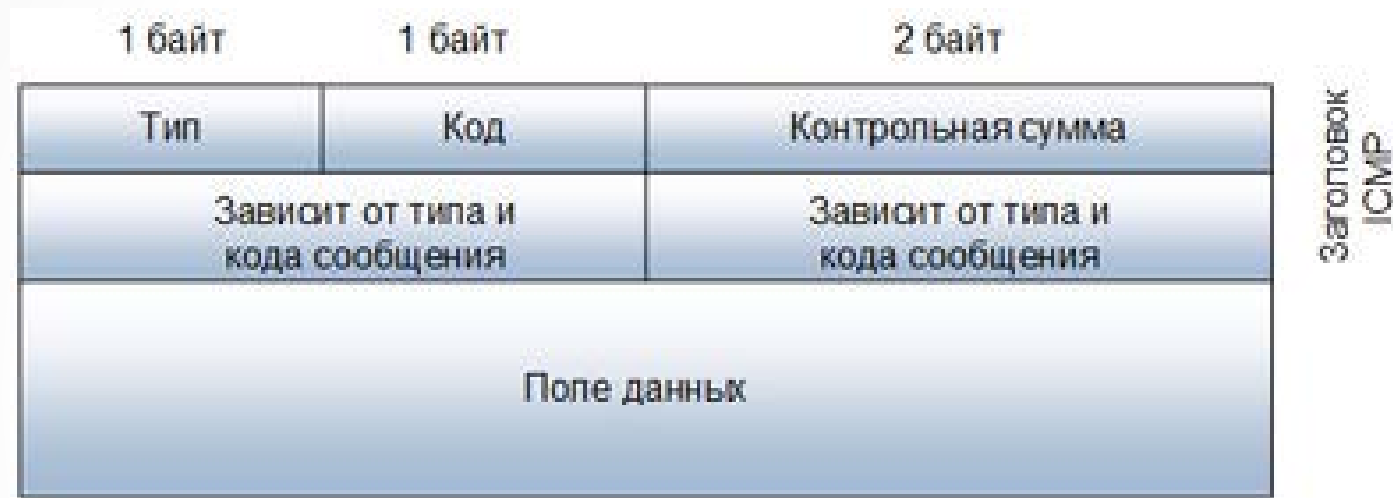 1 байт
1 байт
2 байт
Тип
Код
Контрольная сумма
Зависит от типа и
кода сообщения
Зависит от типа и
кода сообщения
Поле данных
Заголовок
ICMP